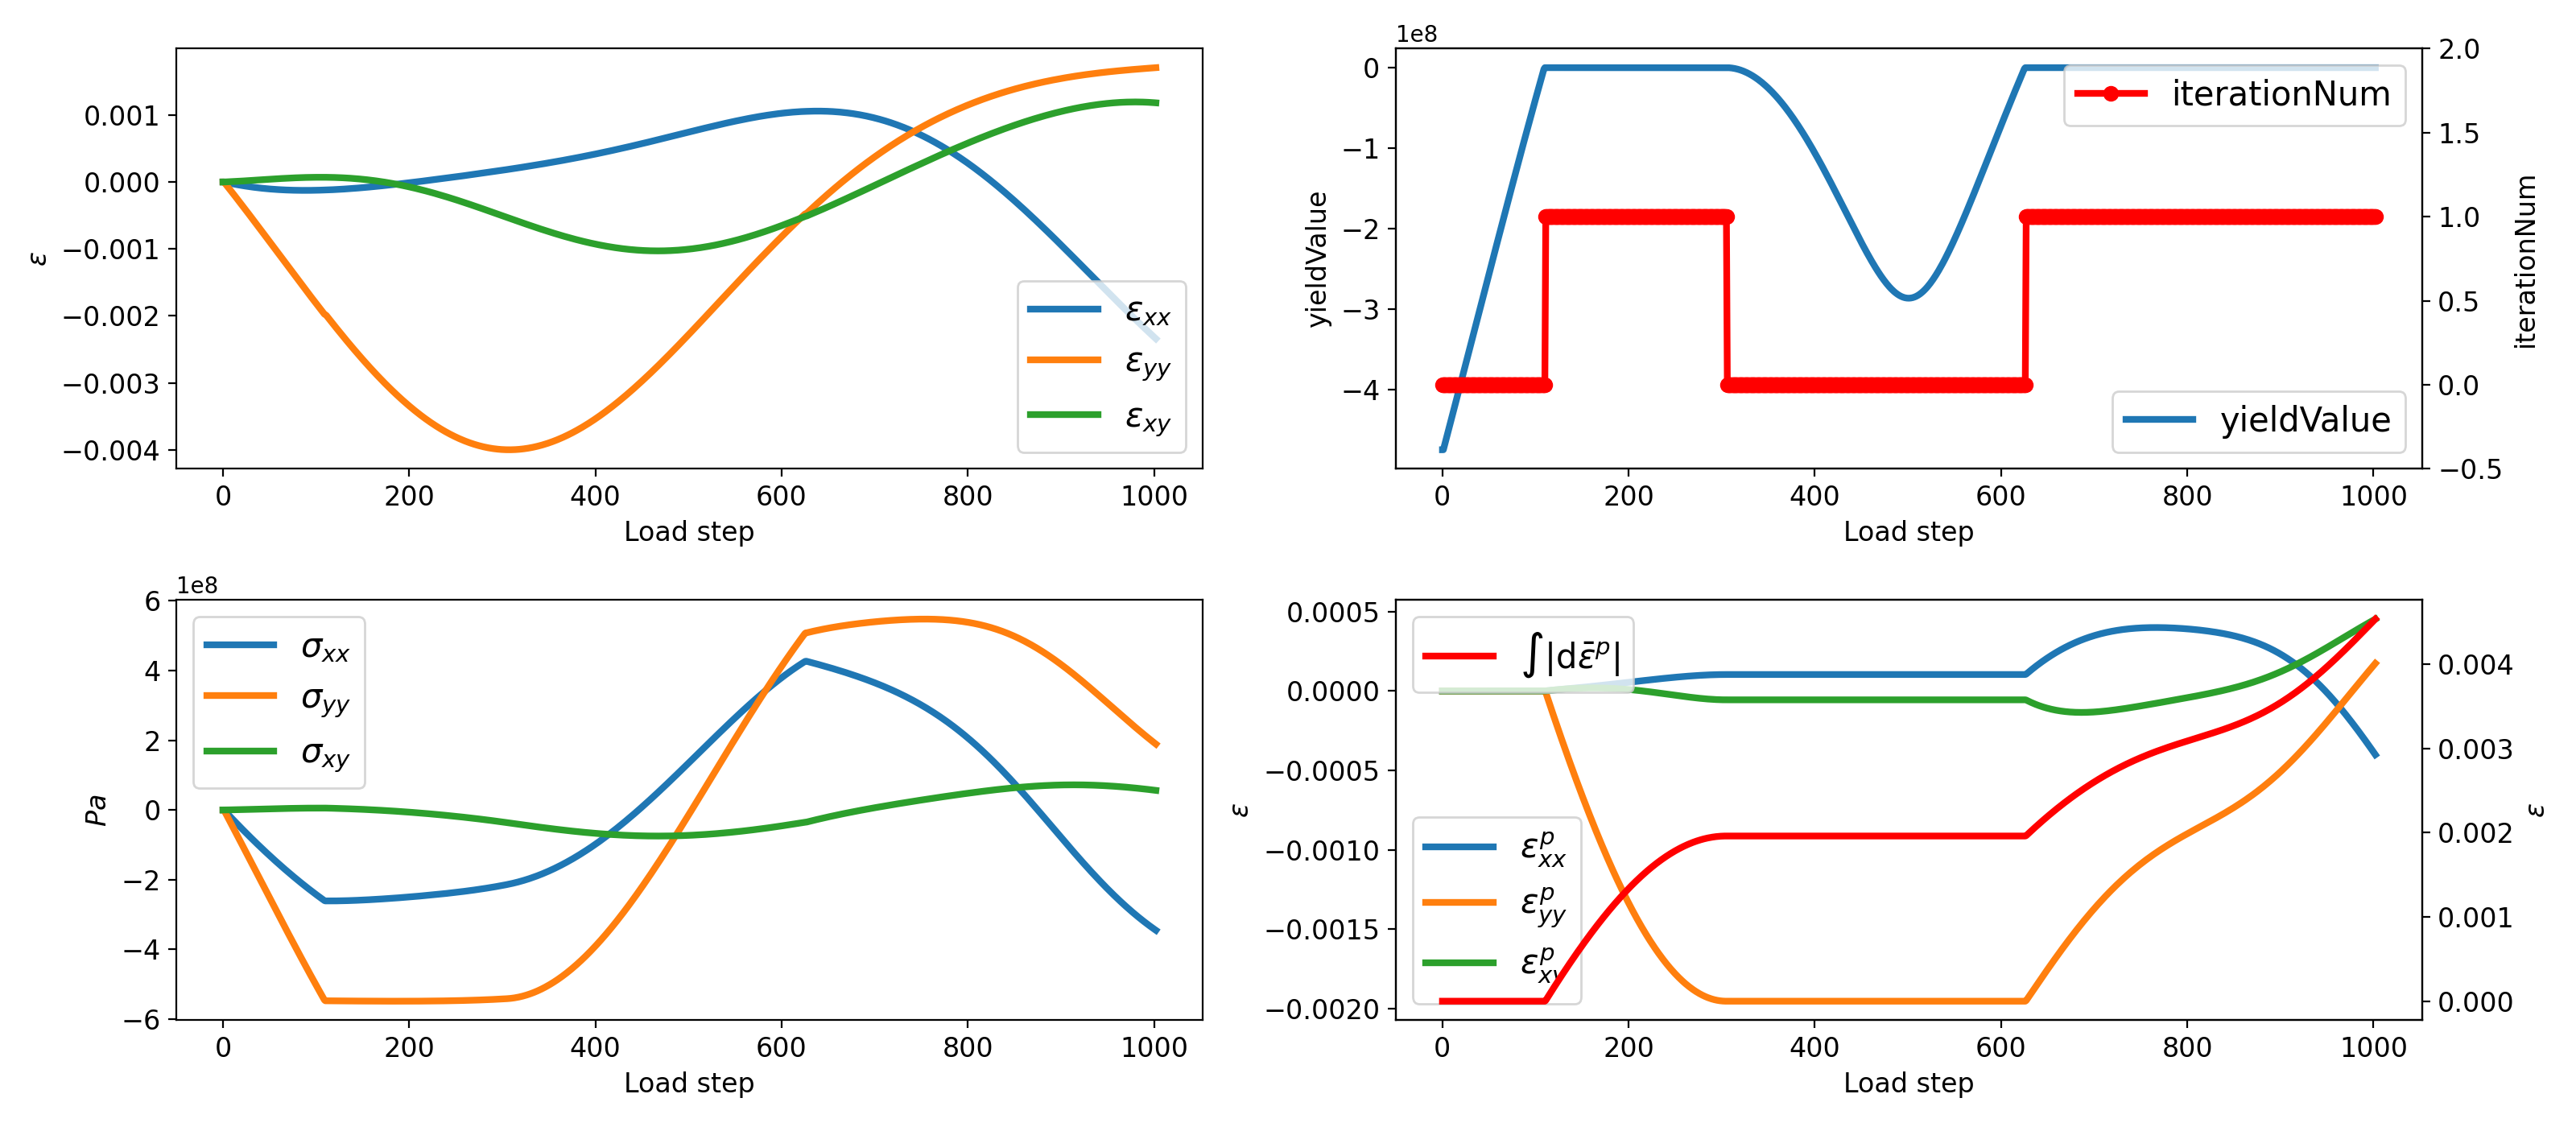 0.001
0.000
−0.001
−0.002
−0.003
−0.004
ε
ε_xx
ε_yy
ε_xy
0 200 400 600 800 1000
Load step
1e8
0
−1
−2
−3
−4
yieldValue
iterationNum
yieldValue
2.0
1.5
1.0
0.5
0.0
−0.5
iterationNum
0 200 400 600 800 1000
Load step
1e8
6
4
2
0
−2
−4
−6
Pa
σ_xx
σ_yy
σ_xy
0 200 400 600 800 1000
Load step
0.0005
0.0000
−0.0005
−0.0010
−0.0015
−0.0020
ε
∫|dε̄^p|
ε^p_xx
ε^p_yy
ε^p_xy
0.004
0.003
0.002
0.001
0.000
ε
0 200 400 600 800 1000
Load step